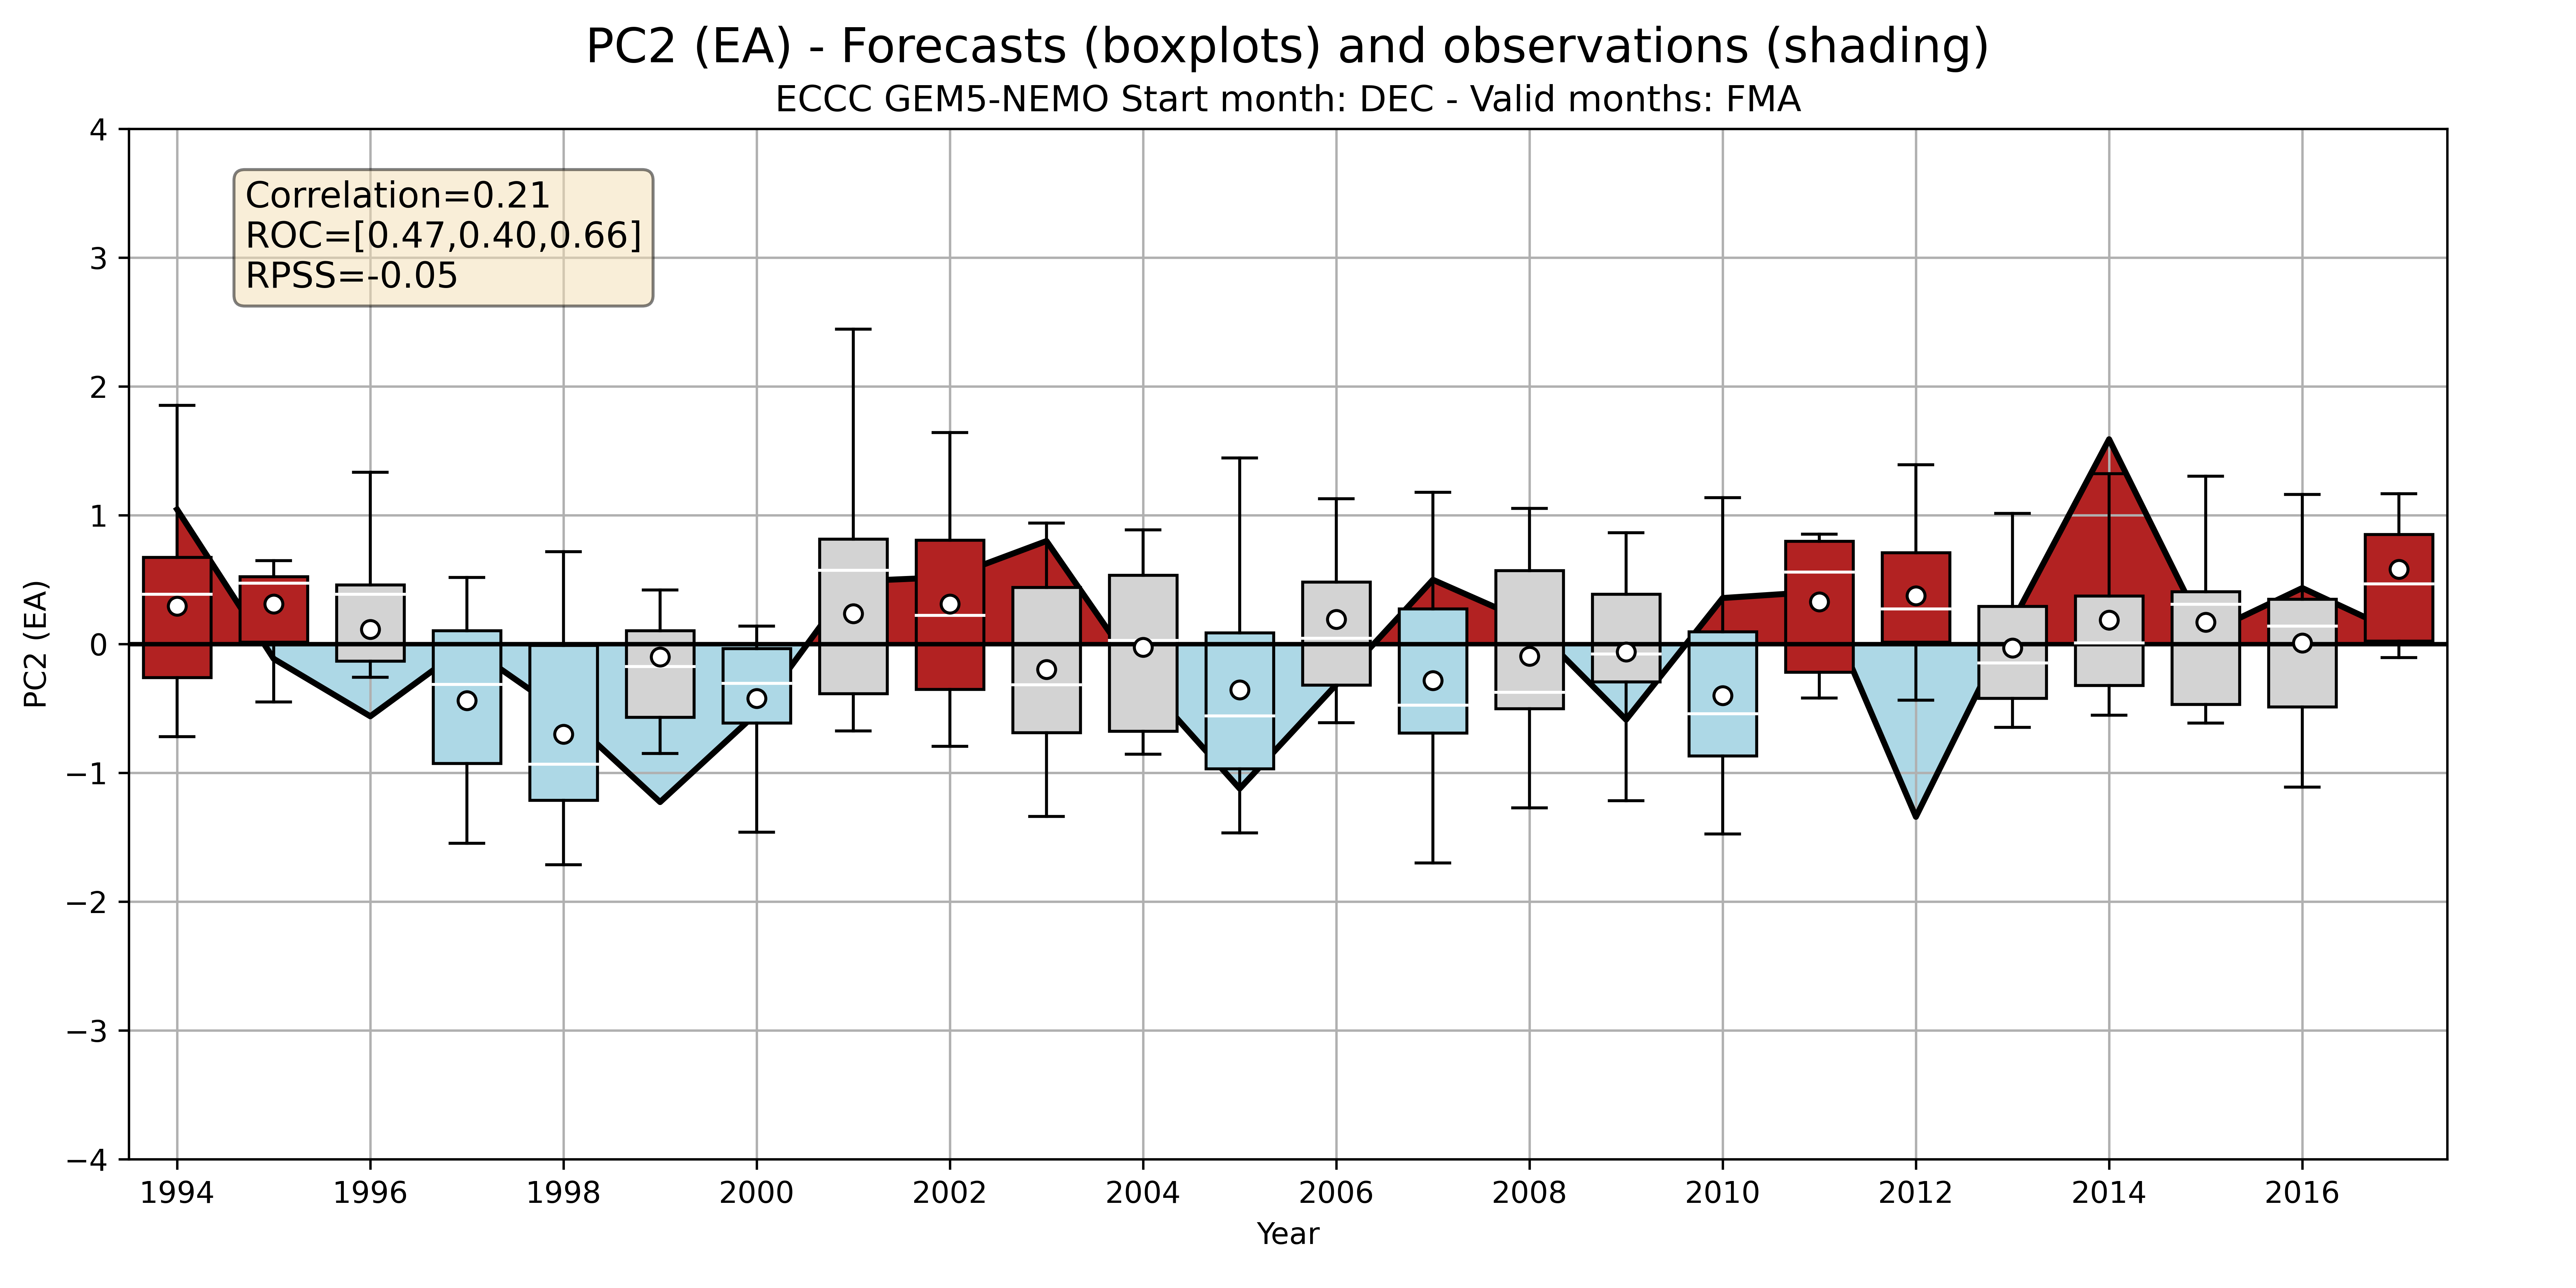 PC2 (EA) - Forecasts (boxplots) and observations (shading)
ECCC GEM5-NEMO Start month: DEC - Valid months: FMA
Correlation=0.21
ROC=[0.47,0.40,0.66]
RPSS=-0.05
PC2 (EA)
4
3
2
1
0
−1
−2
−3
−4
1994 1996 1998 2000 2002 2004 2006 2008 2010 2012 2014 2016
Year